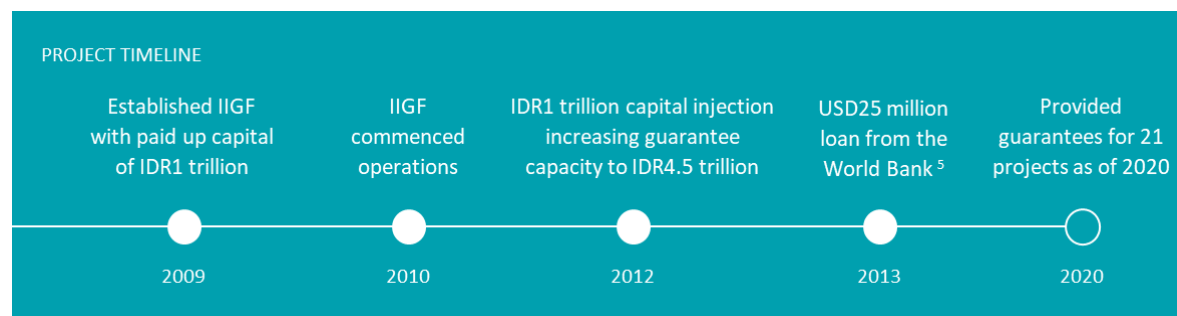 PROJECT TIMELINE
Established IIGF
with paid up capital
of IDR1 trillion
IIGF
commenced
operations
IDR1 trillion capital injection
increasing guarantee
capacity to IDR4.5 trillion
USD25 million
loan from the
World Bank ⁵
Provided
guarantees for 21
projects as of 2020
2009
2010
2012
2013
2020